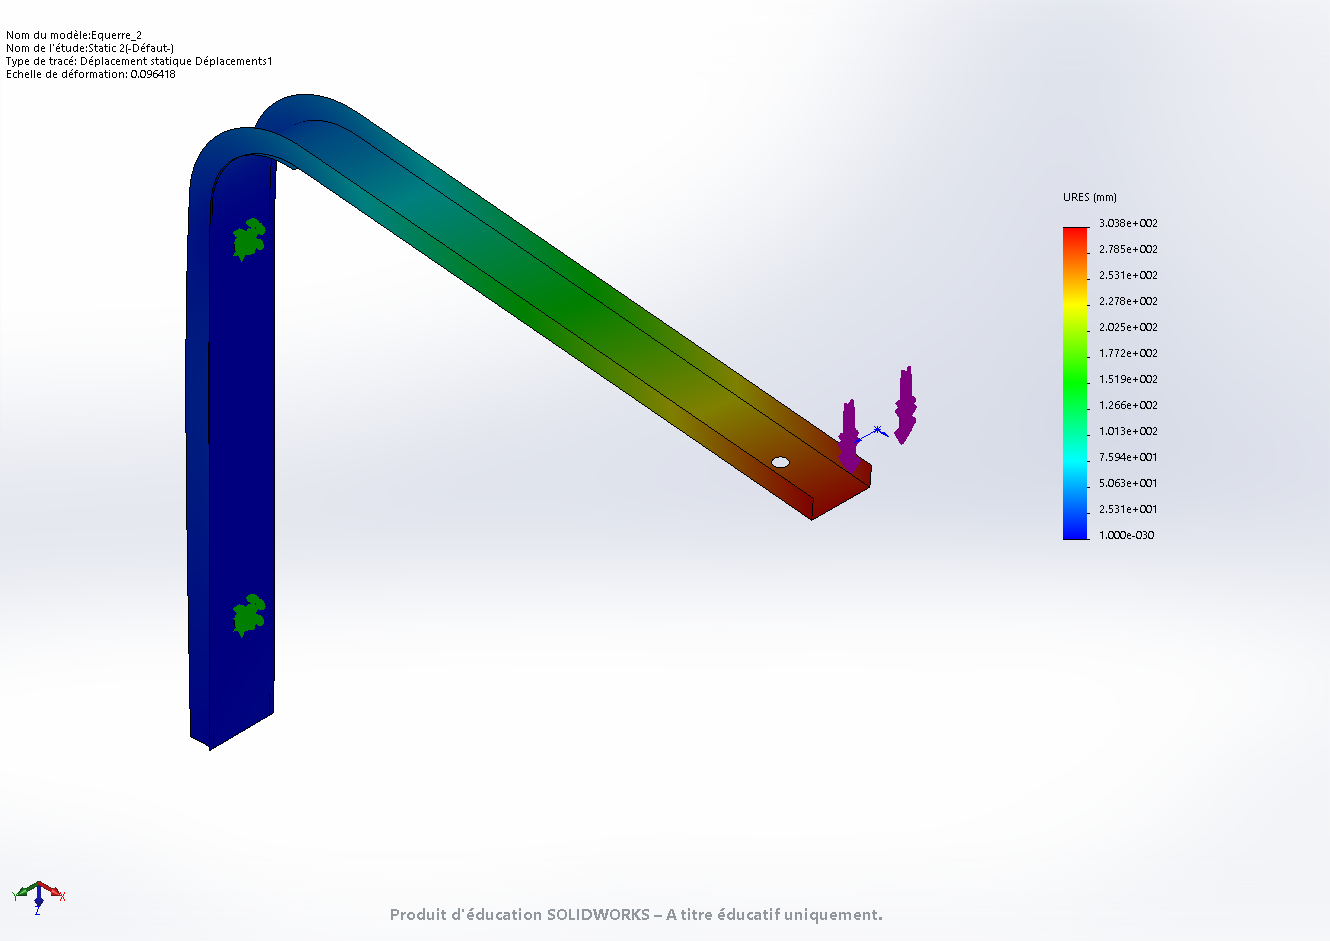 Nom du modèle:Equerre_2
Nom de l'étude:Static 2(-Défaut-)
Type de tracé: Déplacement statique Déplacements1
Echelle de déformation: 0.096418
URES (mm)
3.038e+002
2.785e+002
2.531e+002
2.278e+002
2.025e+002
1.772e+002
1.519e+002
1.266e+002
1.013e+002
7.594e+001
5.063e+001
2.531e+001
1.000e-030
Y
X
Z
Produit d'éducation SOLIDWORKS – A titre éducatif uniquement.